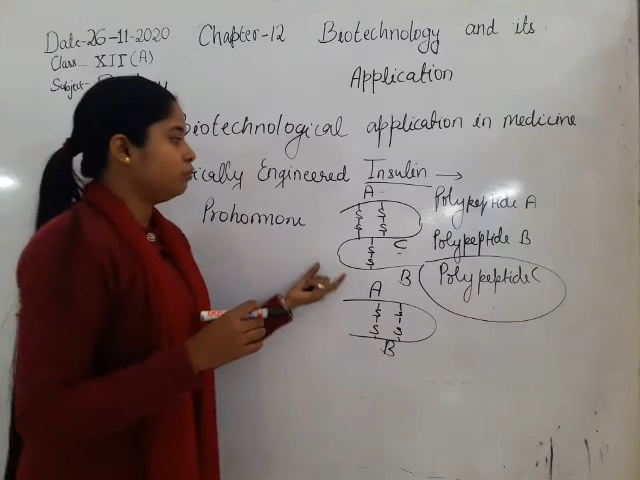 Date-26-11-2020 Chapter-12 Biotechnology and its
Class- XII (A)
Application
Subject-
Biotechnological application in medicine
ically Engineered Insulin →
A
Polypeptide A
Prohormone
S S
S S
C
Polypeptide B
S
S
B
Polypeptide C
A
S S
S S
B